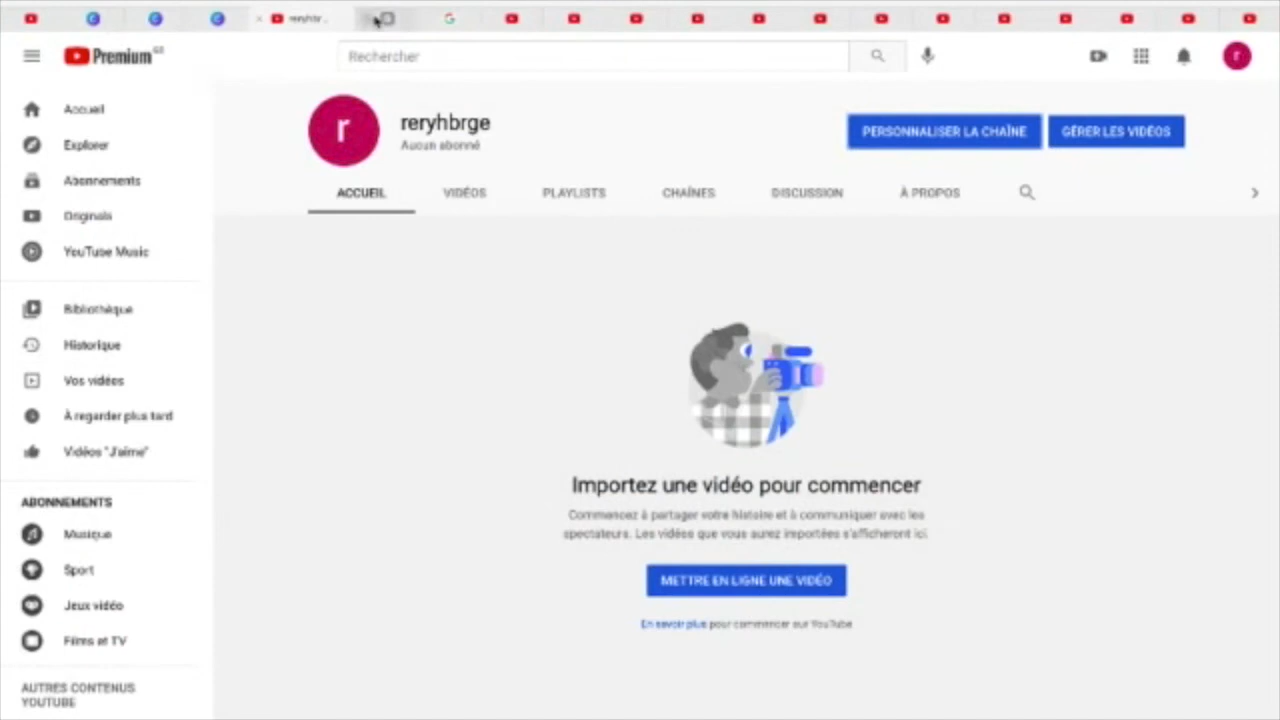 Premium
Rechercher
r
Accueil
Explorer
Abonnements
Originals
YouTube Music
Bibliothèque
Historique
Vos vidéos
À regarder plus tard
Vidéos "J'aime"
ABONNEMENTS
Musique
Sport
Jeux vidéo
Films et TV
AUTRES CONTENUS
YOUTUBE
r
reryhbrge
Aucun abonné
PERSONNALISER LA CHAÎNE
GÉRER LES VIDÉOS
ACCUEIL
VIDÉOS
PLAYLISTS
CHAÎNES
DISCUSSION
À PROPOS
Importez une vidéo pour commencer
Commencez à partager votre histoire et à communiquer avec les
spectateurs. Les vidéos que vous aurez importées s'afficheront ici.
METTRE EN LIGNE UNE VIDÉO
En savoir plus pour commencer sur YouTube